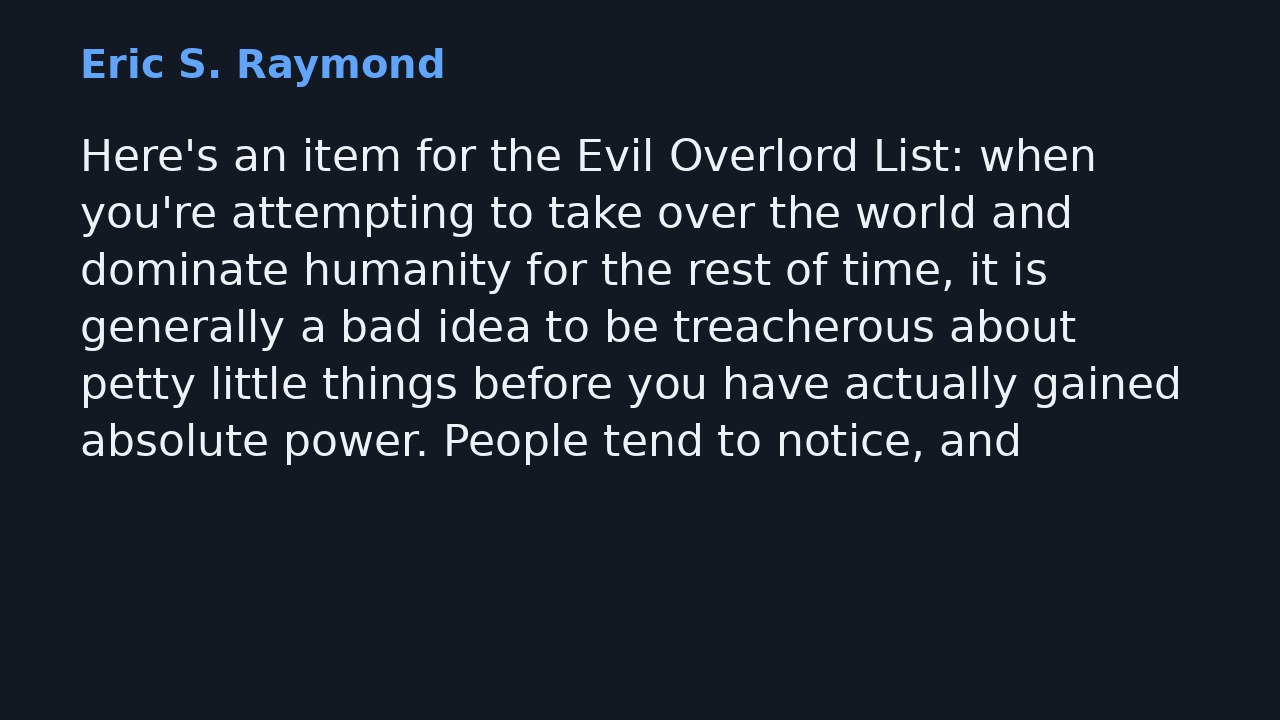 Eric S. Raymond
Here's an item for the Evil Overlord List: when
you're attempting to take over the world and
dominate humanity for the rest of time, it is
generally a bad idea to be treacherous about
petty little things before you have actually gained
absolute power. People tend to notice, and